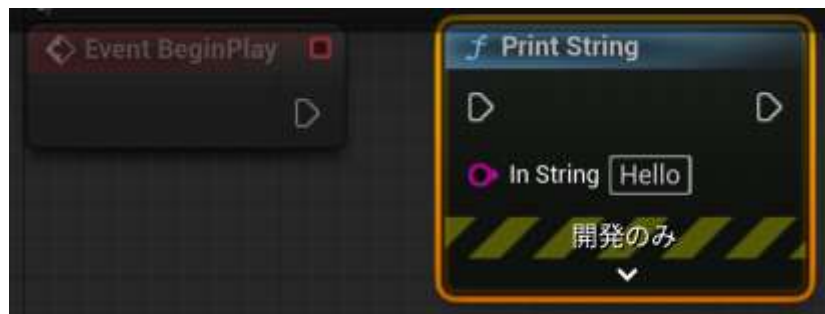 Event BeginPlay
Print String
In String Hello
開発のみ